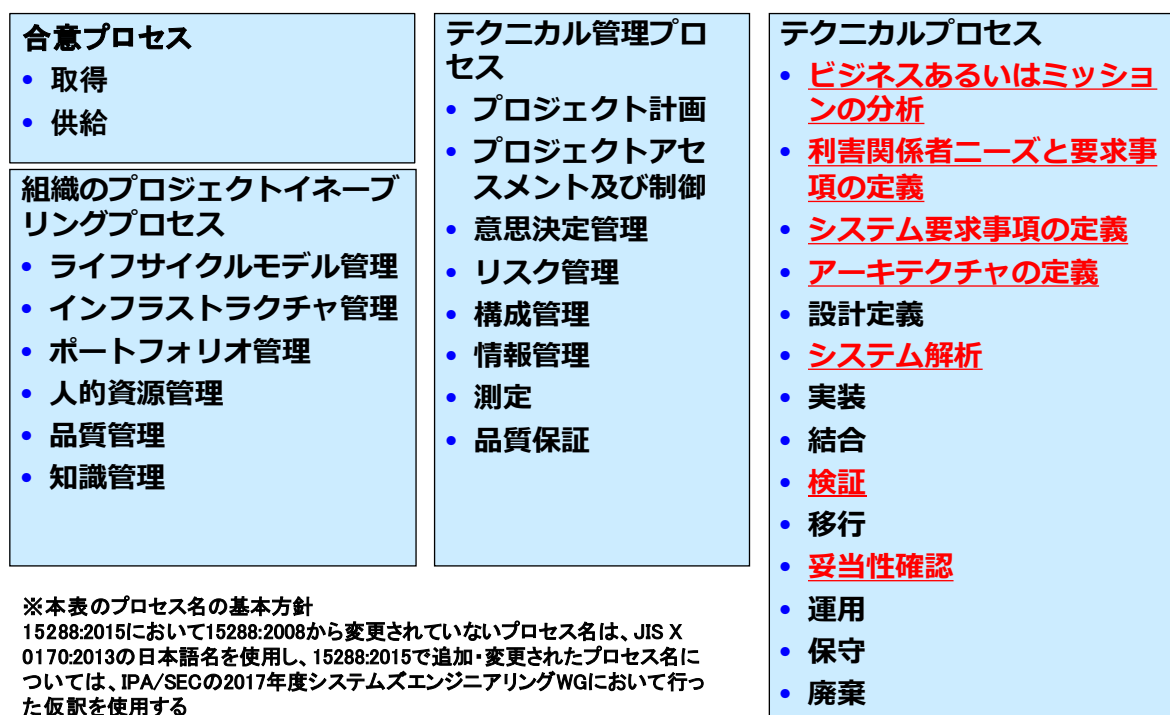 合意プロセス
• 取得
• 供給
組織のプロジェクトイネーブ
リングプロセス
• ライフサイクルモデル管理
• インフラストラクチャ管理
• ポートフォリオ管理
• 人的資源管理
• 品質管理
• 知識管理
テクニカル管理プロ
セス
• プロジェクト計画
• プロジェクトアセ
スメント及び制御
• 意思決定管理
• リスク管理
• 構成管理
• 情報管理
• 測定
• 品質保証
テクニカルプロセス
• ビジネスあるいはミッショ
ンの分析
• 利害関係者ニーズと要求事
項の定義
• システム要求事項の定義
• アーキテクチャの定義
• 設計定義
• システム解析
• 実装
• 結合
• 検証
• 移行
• 妥当性確認
• 運用
• 保守
• 廃棄
※本表のプロセス名の基本方針
15288:2015において15288:2008から変更されていないプロセス名は、JIS X
0170:2013の日本語名を使用し、15288:2015で追加・変更されたプロセス名に
ついては、IPA/SECの2017年度システムズエンジニアリングWGにおいて行っ
た仮訳を使用する